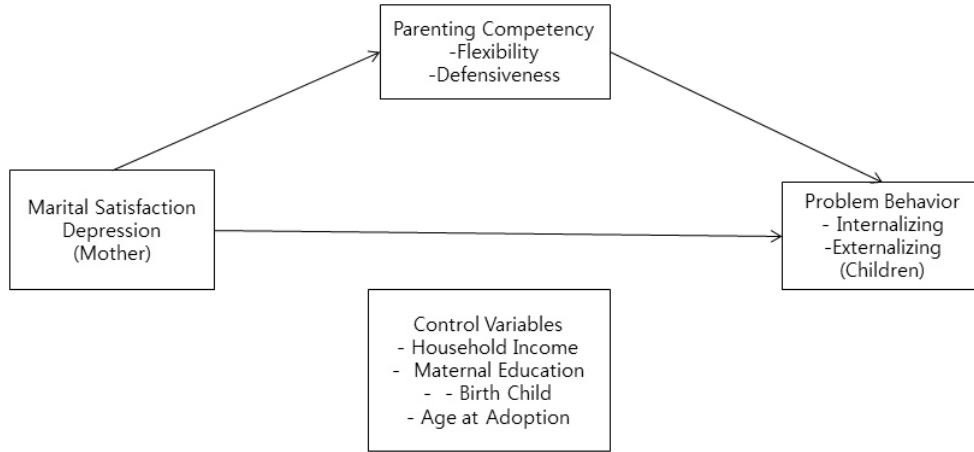 Parenting Competency
-Flexibility
-Defensiveness
Marital Satisfaction
Depression
(Mother)
Problem Behavior
- Internalizing
-Externalizing
(Children)
Control Variables
- Household Income
-  Maternal Education
- - Birth Child
- Age at Adoption